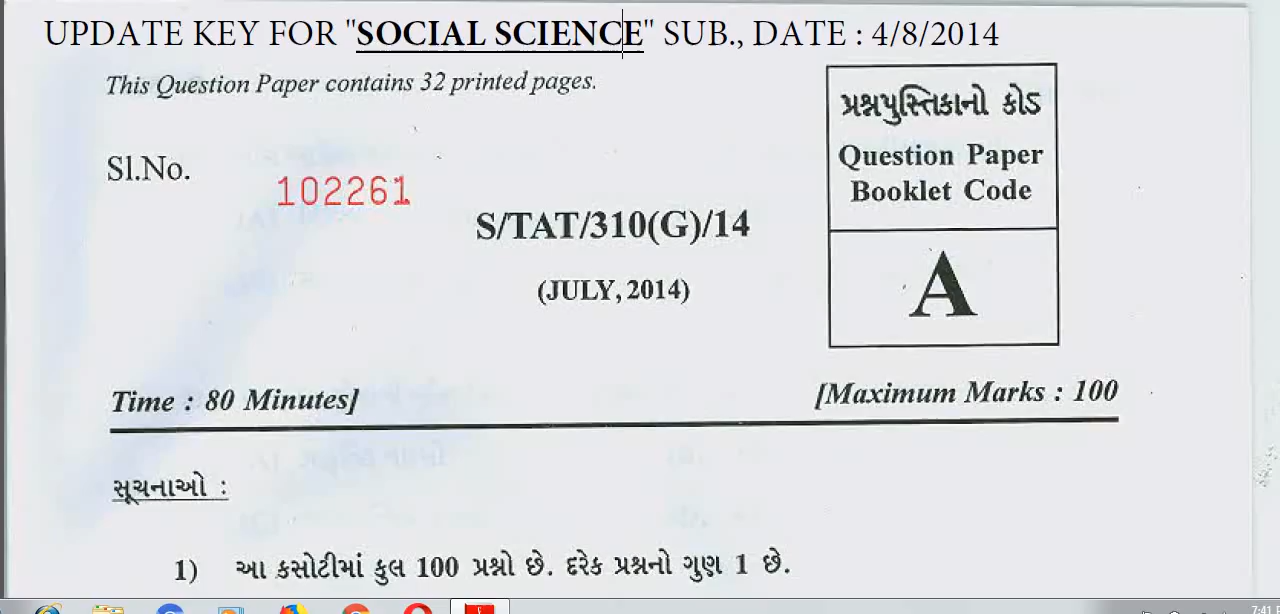 UPDATE KEY FOR "SOCIAL SCIENCE" SUB., DATE : 4/8/2014
This Question Paper contains 32 printed pages.
પ્રશ્નપુસ્તિકાનો કોડ
Question Paper
Booklet Code
Sl.No.
102261
S/TAT/310(G)/14
(JULY, 2014)
A
Time : 80 Minutes]
[Maximum Marks : 100
સૂચનાઓ :
1) આ કસોટીમાં કુલ 100 પ્રશ્નો છે. દરેક પ્રશ્નનો ગુણ 1 છે.